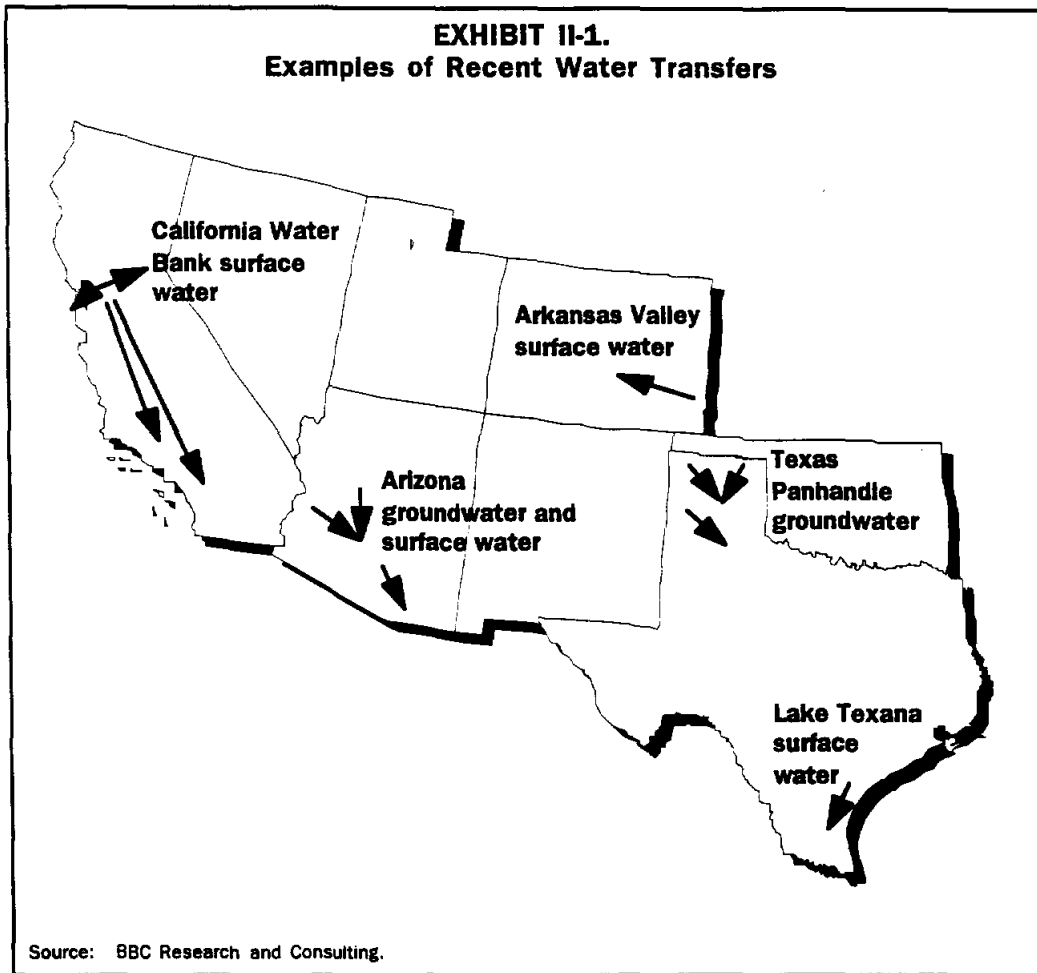 EXHIBIT II-1.
Examples of Recent Water Transfers
California Water
Bank surface
water
Arkansas Valley
surface water
Arizona
groundwater and
surface water
Texas
Panhandle
groundwater
Lake Texana
surface
water
Source: BBC Research and Consulting.